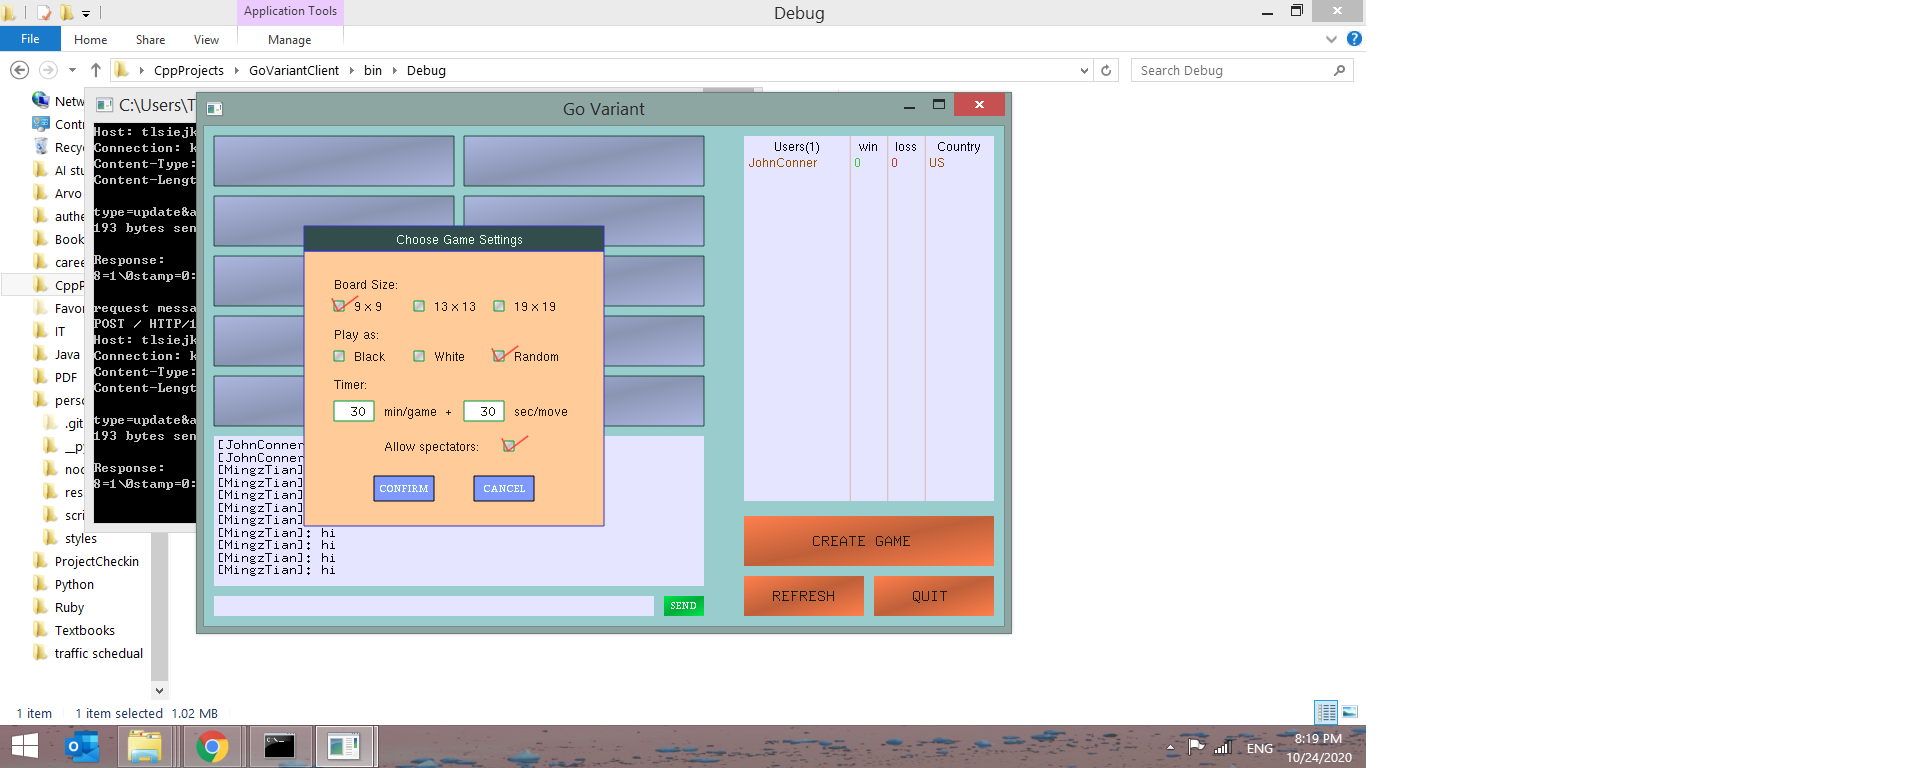 Application Tools
Debug
File Home Share View Manage
CppProjects GoVariantClient bin Debug
Search Debug
Netw
Contr
Recy
AI stu
Arvo
authe
Book
caree
CppP
Favor
IT
Java
PDF
perso
.git
__py
nod
res
scri
styles
ProjectCheckin
Python
Ruby
Textbooks
traffic schedual
C:\Users\T
Host: tlsiejk
Connection: k
Content-Type:
Content-Lengt
type=update&a
193 bytes sen
Response:
8=1\0stamp=0:
request messa
POST / HTTP/1
Host: tlsiejk
Connection: k
Content-Type:
Content-Lengt
type=update&a
193 bytes sen
Response:
8=1\0stamp=0:
Go Variant
Choose Game Settings
Board Size:
9 x 9 13 x 13 19 x 19
Play as:
Black White Random
Timer:
30 min/game + 30 sec/move
Allow spectators:
CONFIRM CANCEL
[JohnConner
[JohnConner
[MingzTian]
[MingzTian]
[MingzTian]
[MingzTian]
[MingzTian]
[MingzTian]: hi
[MingzTian]: hi
[MingzTian]: hi
[MingzTian]: hi
SEND
Users(1) win loss Country
JohnConner 0 0 US
CREATE GAME
REFRESH QUIT
1 item 1 item selected 1.02 MB
ENG
8:19 PM
10/24/2020